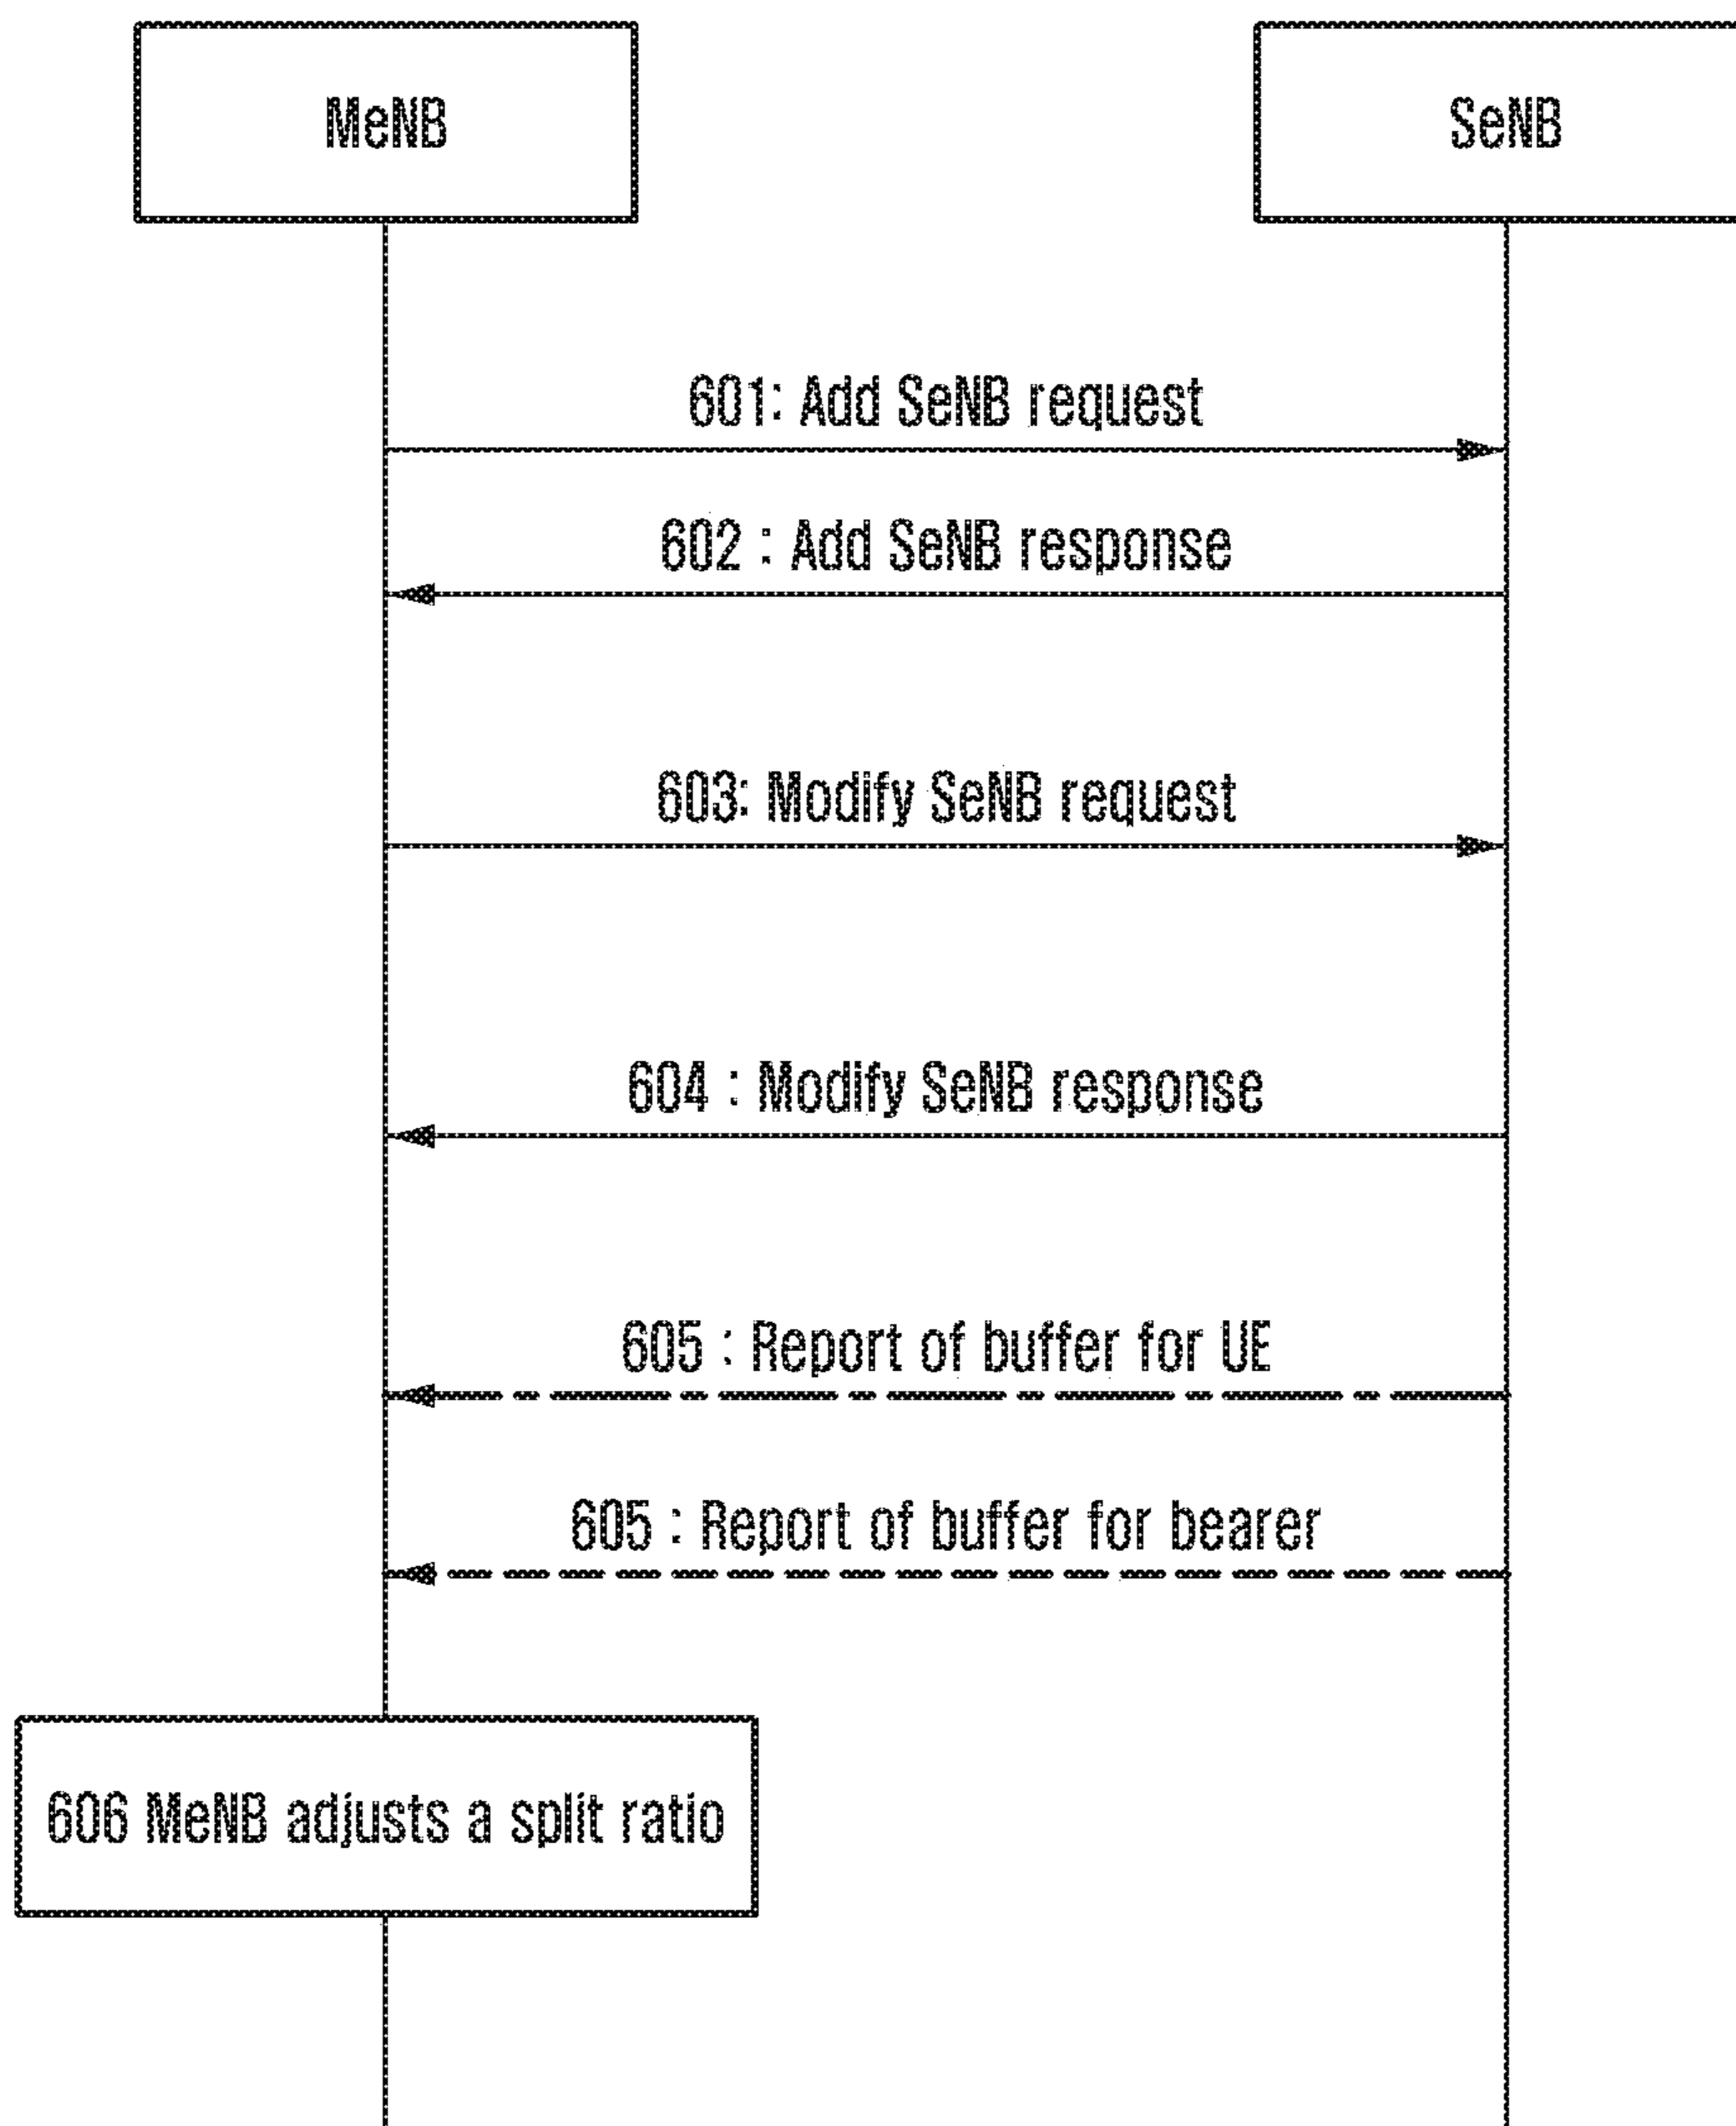 MeNB
SeNB
601: Add SeNB request
602 : Add SeNB response
603: Modify SeNB request
604 : Modify SeNB response
605 : Report of buffer for UE
605 : Report of buffer for bearer
606 MeNB adjusts a split ratio